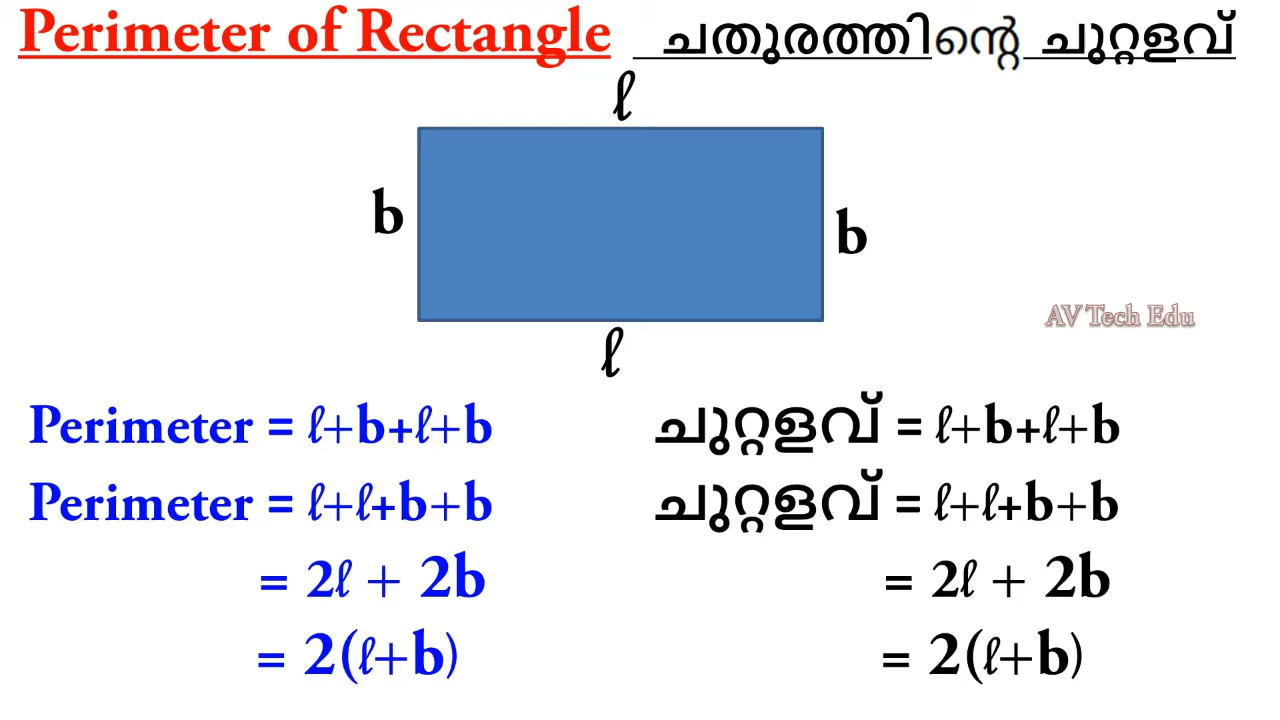 Perimeter of Rectangle ചതുരത്തിന്റെ ചുറ്റളവ്
ℓ
b
b
AV Tech Edu
ℓ
Perimeter = ℓ+b+ℓ+b
ചുറ്റളവ് = ℓ+b+ℓ+b
Perimeter = ℓ+ℓ+b+b
ചുറ്റളവ് = ℓ+ℓ+b+b
= 2ℓ + 2b
= 2ℓ + 2b
= 2(ℓ+b)
= 2(ℓ+b)